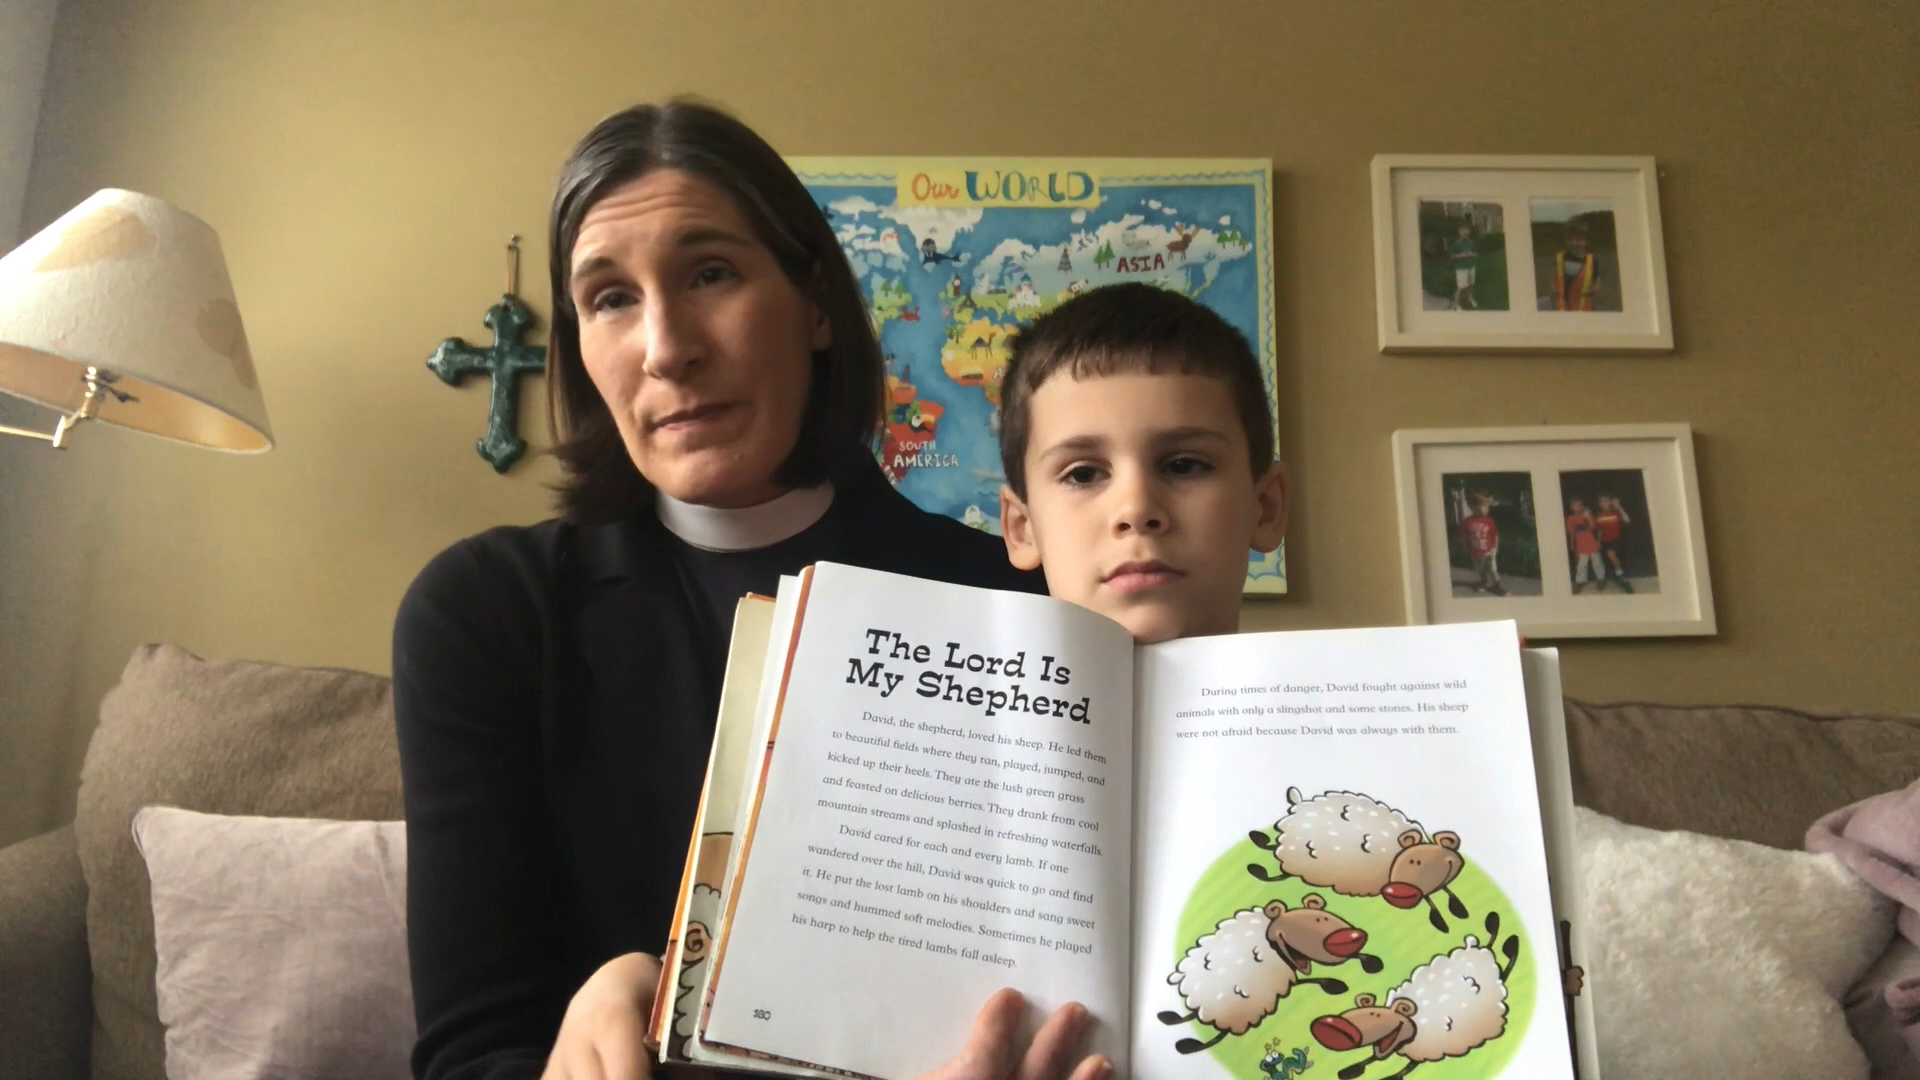 Our WORLD
ASIA
SOUTH
AMERICA
The Lord Is
My Shepherd
David, the shepherd, loved his sheep. He led them
to beautiful fields where they ran, played, jumped, and
kicked up their heels. They ate the lush green grass
and feasted on delicious berries. They drank from cool
mountain streams and splashed in refreshing waterfalls.
David cared for each and every lamb. If one
wandered over the hill, David was quick to go and find
it. He put the lost lamb on his shoulders and sang sweet
songs and hummed soft melodies. Sometimes he played
his harp to help the tired lambs fall asleep.
180
During times of danger, David fought against wild
animals with only a slingshot and some stones. His sheep
were not afraid because David was always with them.